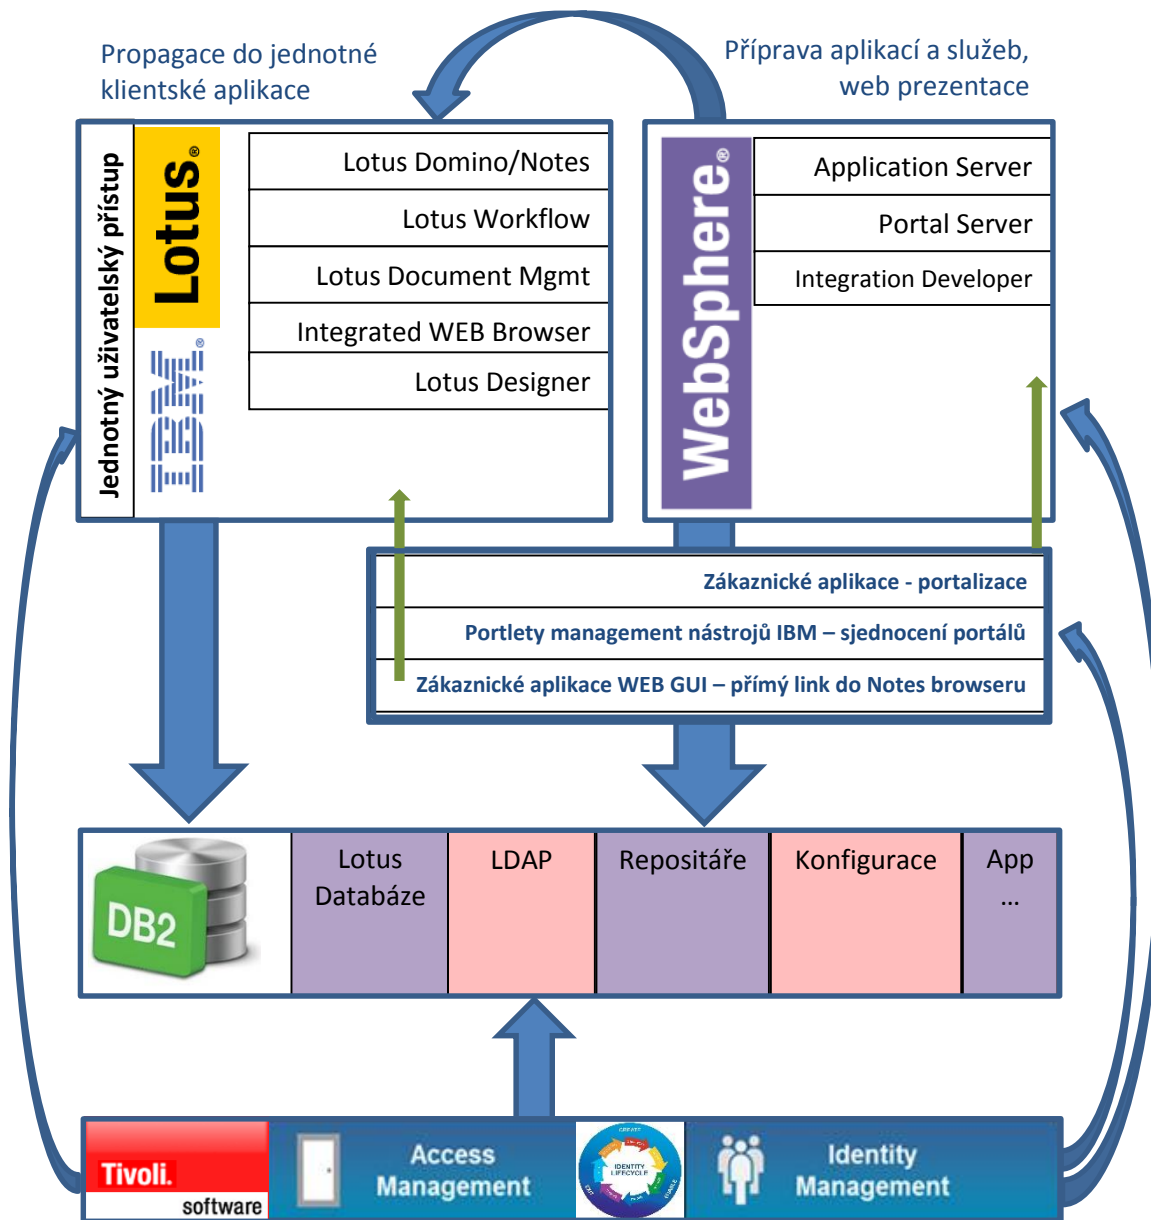 Propagace do jednotné
klientské aplikace
Příprava aplikací a služeb,
web prezentace
Jednotný uživatelský přístup
Lotus®
IBM®
Lotus Domino/Notes
Lotus Workflow
Lotus Document Mgmt
Integrated WEB Browser
Lotus Designer
WebSphere®
Application Server
Portal Server
Integration Developer
Zákaznické aplikace - portalizace
Portlety management nástrojů IBM – sjednocení portálů
Zákaznické aplikace WEB GUI – přímý link do Notes browseru
DB2
Lotus
Databáze
LDAP
Repositáře
Konfigurace
App
...
Tivoli.
software
Access
Management
CREATE
IDENTITY
LIFECYCLE
Identity
Management